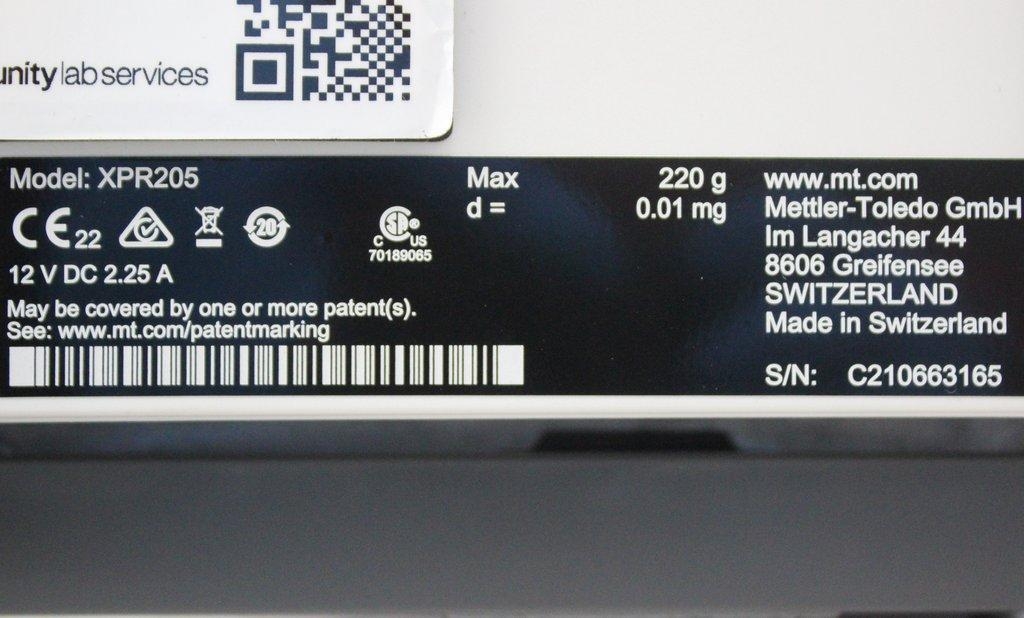 lab services
Model: XPR205
CE 22
20
C US
70189065
12 V DC 2.25 A
May be covered by one or more patent(s).
See: www.mt.com/patentmarking
Max 220 g
d = 0.01 mg
www.mt.com
Mettler-Toledo GmbH
Im Langacher 44
8606 Greifensee
SWITZERLAND
Made in Switzerland
S/N: C210663165